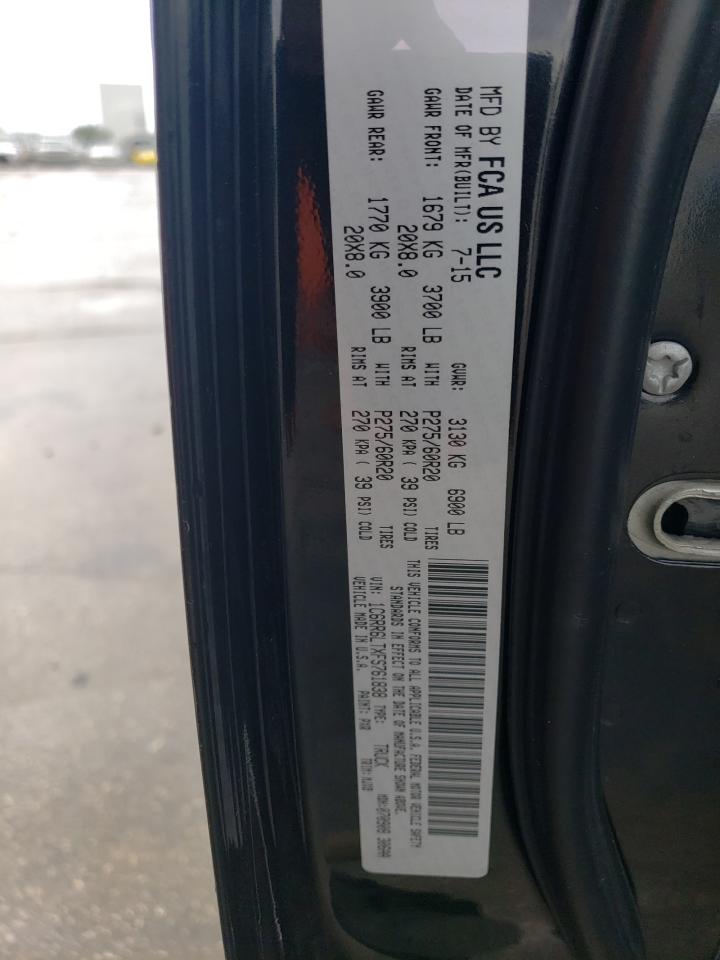 MFD BY FCA US LLC
DATE OF MFR(BUILT): 7-15 GVWR: 3130 KG 6900 LB
GAWR FRONT: 1679 KG 3700 LB WITH P275/60R20 TIRES
20X8.0 RIMS AT 270 KPA ( 39 PSI) COLD
GAWR REAR: 1770 KG 3900 LB WITH P275/60R20 TIRES
20X8.0 RIMS AT 270 KPA ( 39 PSI) COLD
THIS VEHICLE CONFORMS TO ALL APPLICABLE U.S.A. FEDERAL MOTOR VEHICLE SAFETY
STANDARDS IN EFFECT ON THE DATE OF MANUFACTURE SHOWN ABOVE.
VIN: 1C6RR6LTXFS761838 TYPE: TRUCK
VEHICLE MADE IN U.S.A. PAINT: PXR